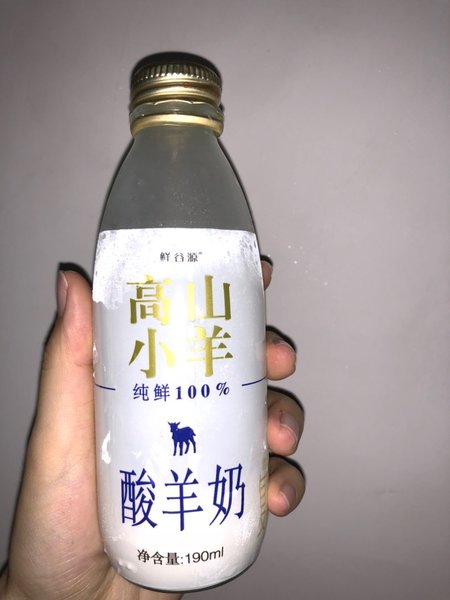 鲜谷源
高山
小羊
纯鲜100%
酸羊奶
净含量:190ml